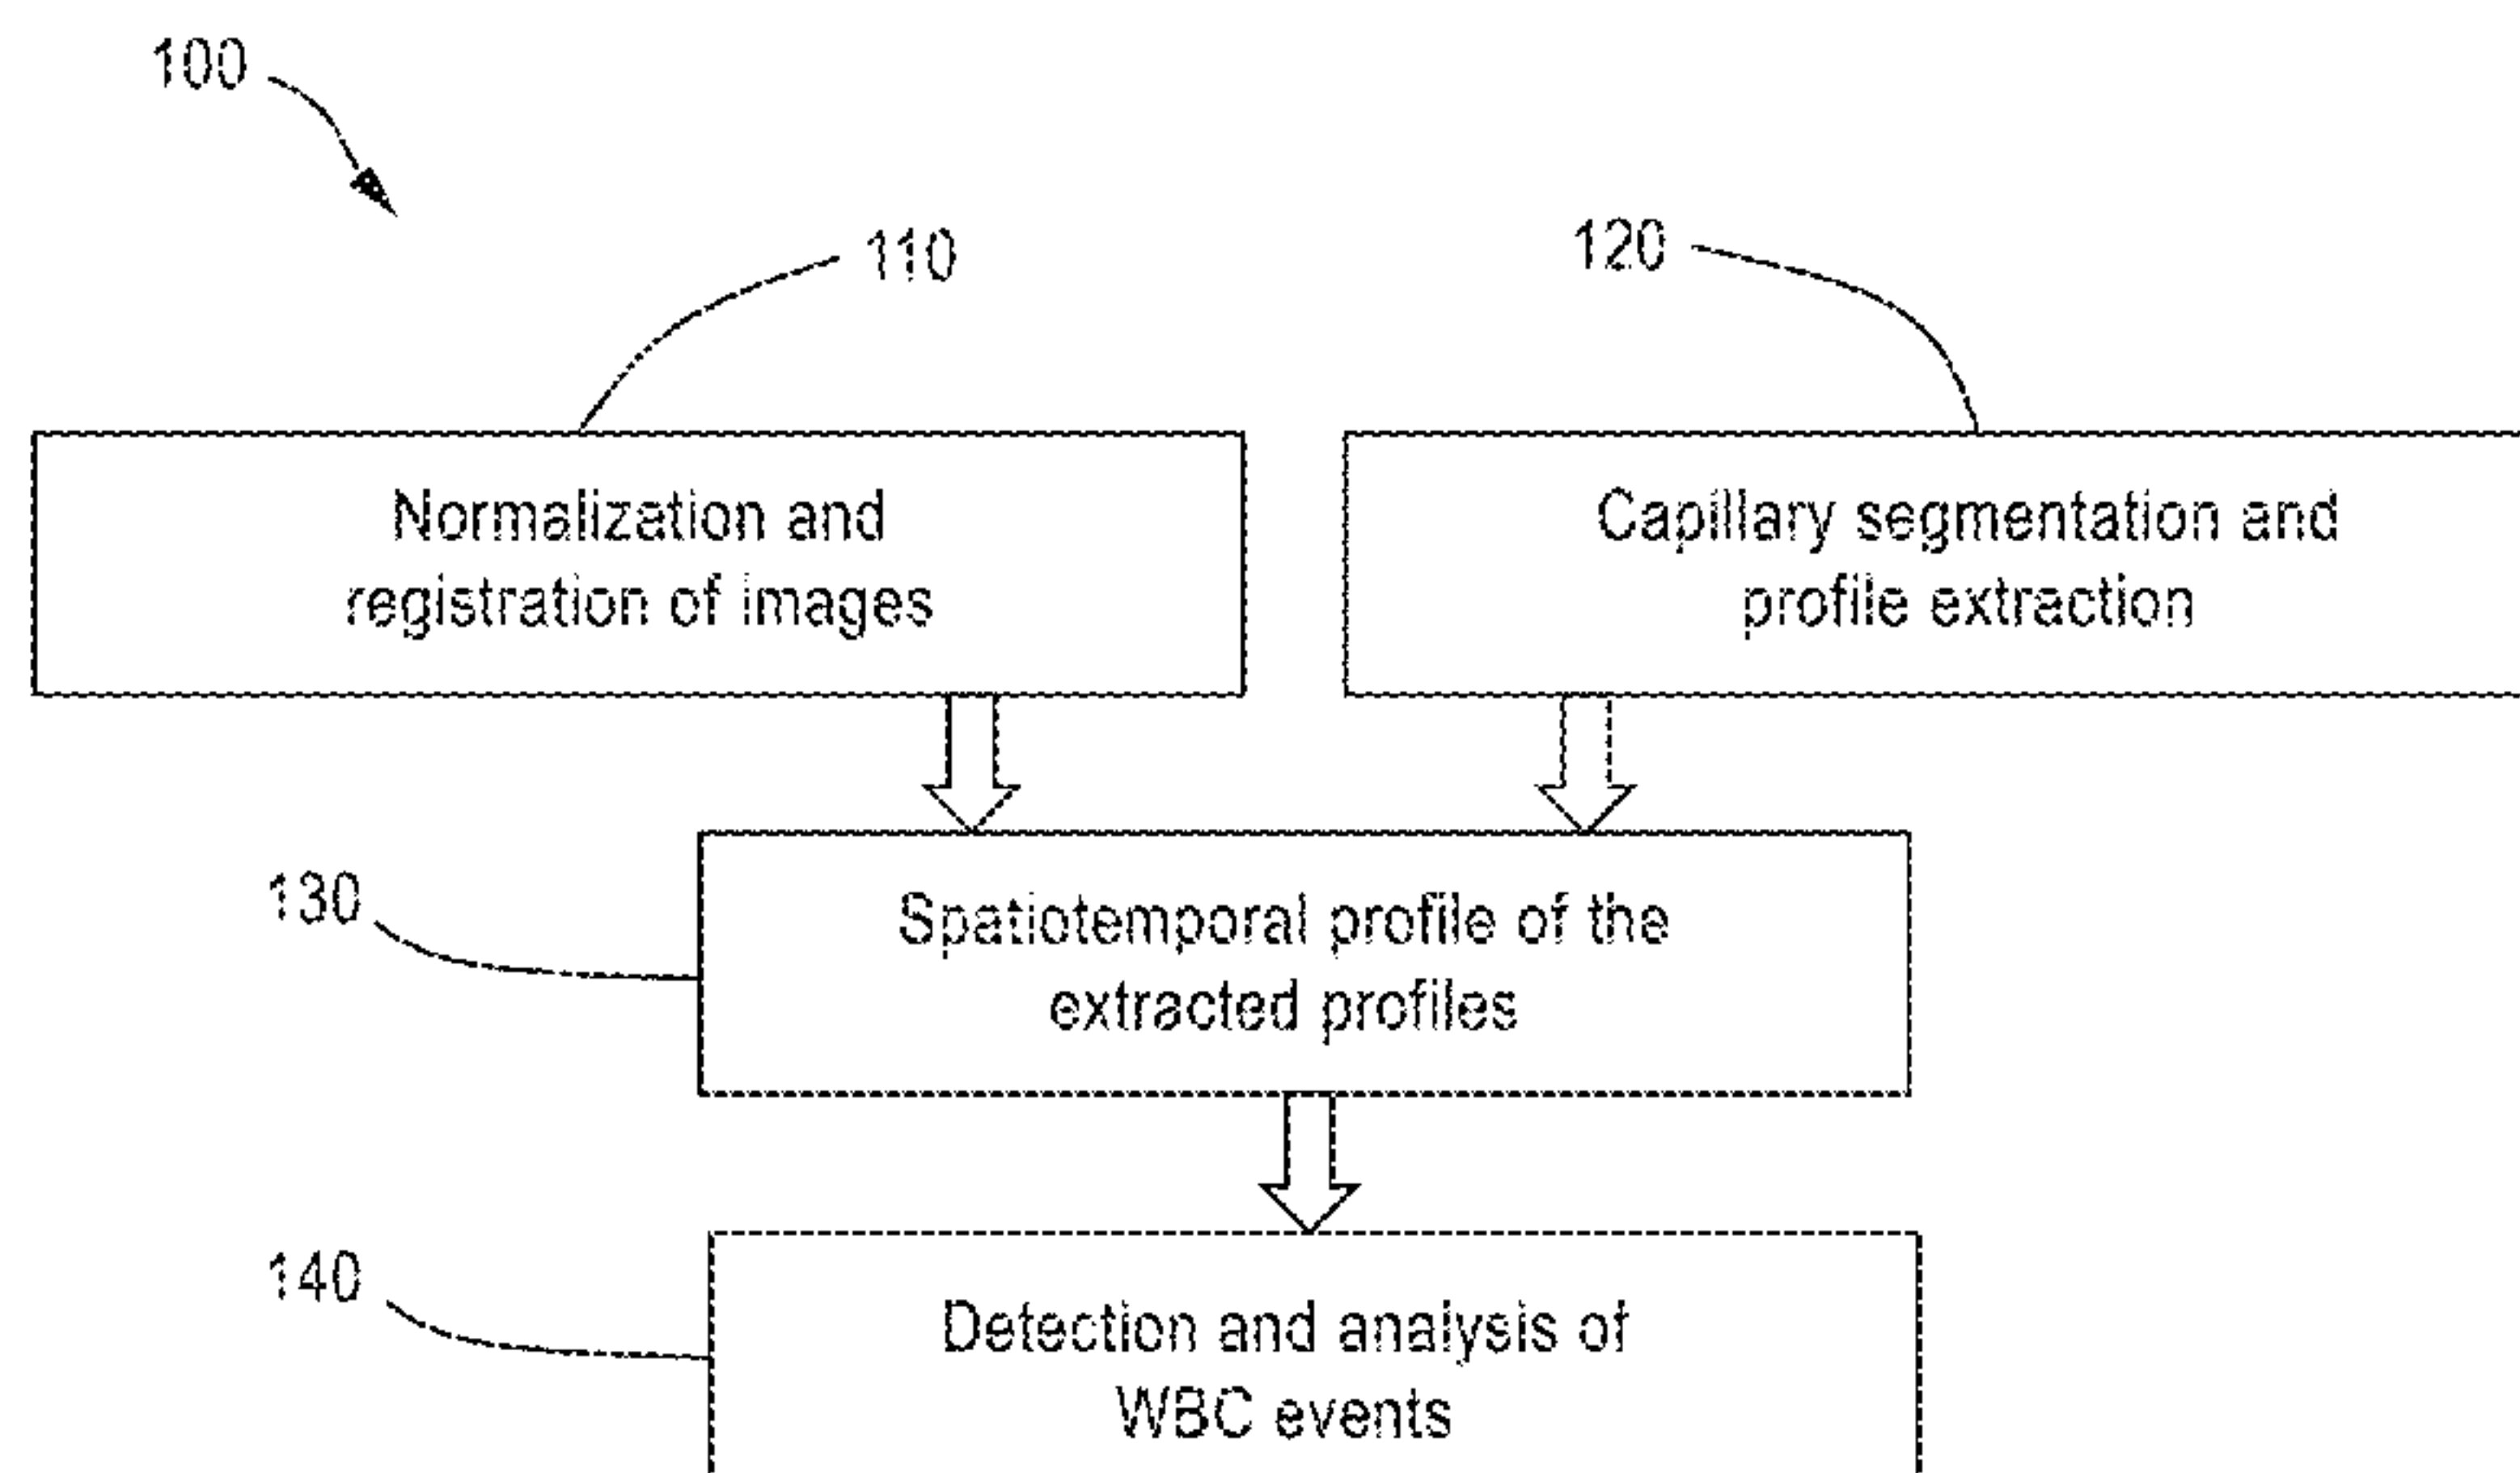 100
110
120
Normalization and
registration of images
Capillary segmentation and
profile extraction
130
Spatiotemporal profile of the
extracted profiles
140
Detection and analysis of
WBC events